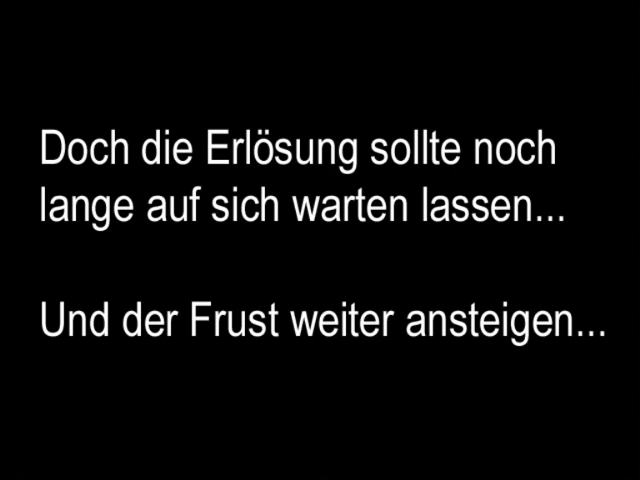 Doch die Erlösung sollte noch
lange auf sich warten lassen...
Und der Frust weiter ansteigen...